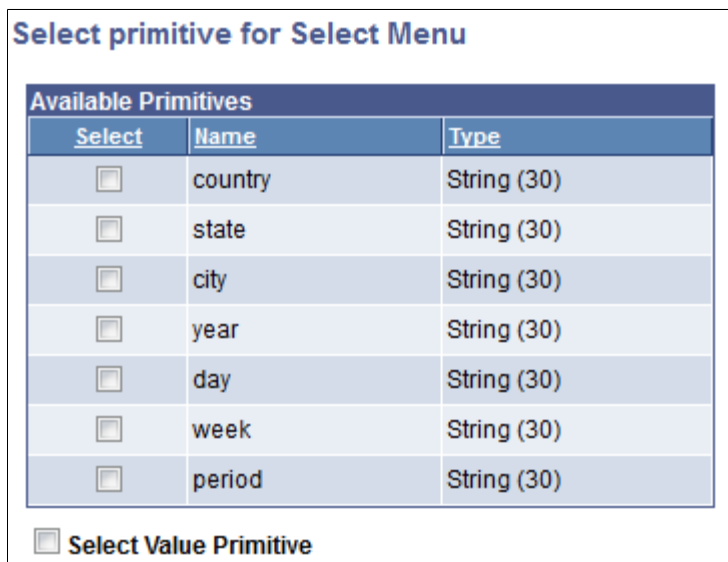 Select primitive for Select Menu
Available Primitives
Select Name Type
country String (30)
state String (30)
city String (30)
year String (30)
day String (30)
week String (30)
period String (30)
Select Value Primitive